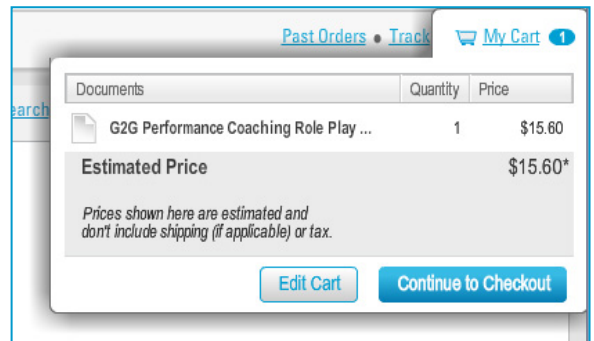 Past Orders • Track My Cart 1
earch
Documents Quantity Price
G2G Performance Coaching Role Play ... 1 $15.60
Estimated Price $15.60*
Prices shown here are estimated and
don't include shipping (if applicable) or tax.
Edit Cart Continue to Checkout